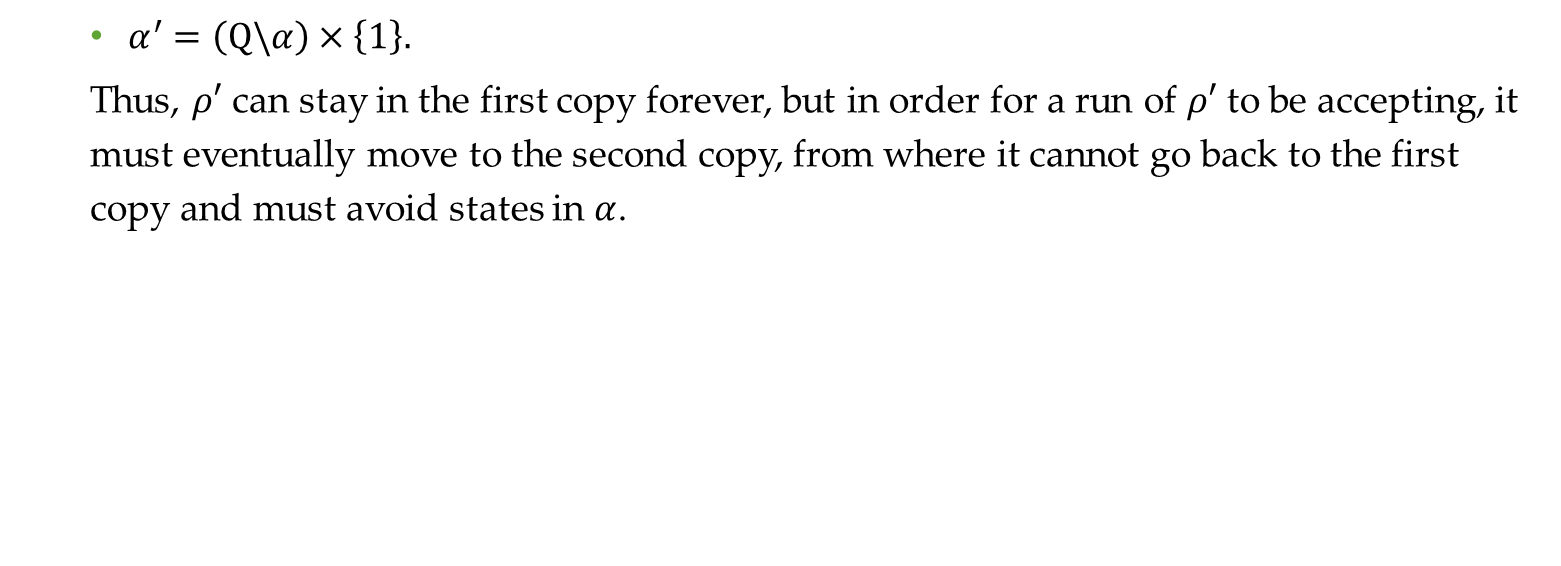 • α′ = (Q\α) × {1}.
Thus, ρ′ can stay in the first copy forever, but in order for a run of ρ′ to be accepting, it
must eventually move to the second copy, from where it cannot go back to the first
copy and must avoid states in α.